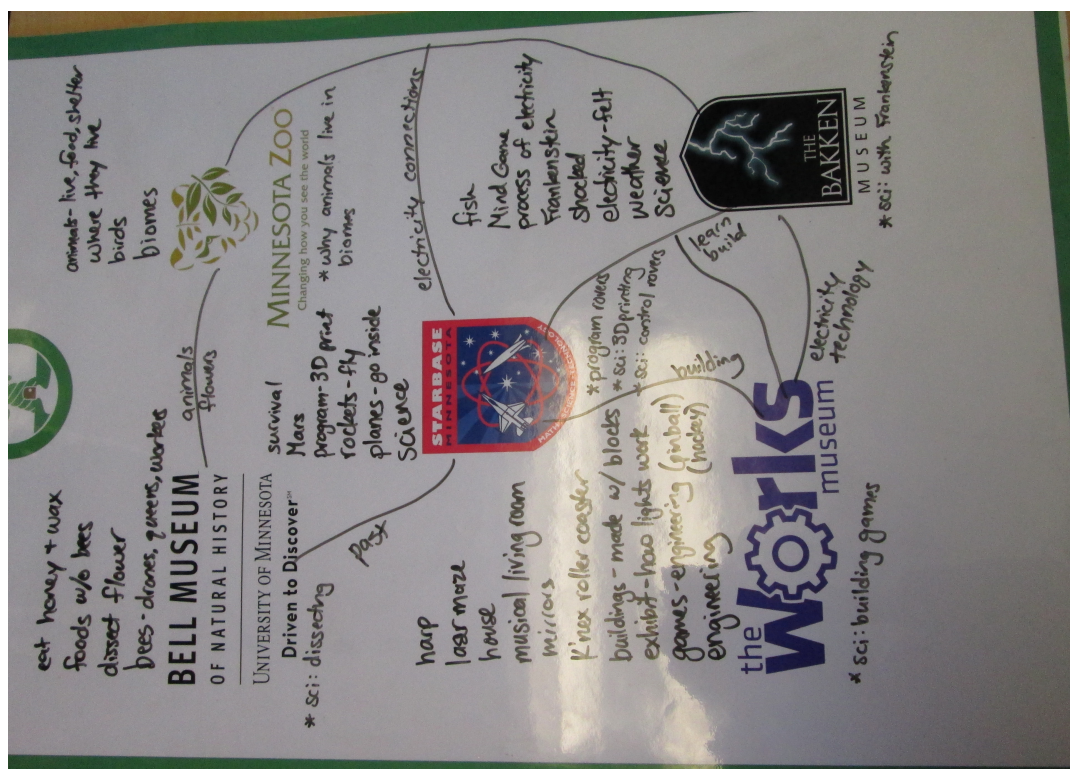 eat honey + wax
foods w/o bees
dissect flower
bees - drones, queens, workers
BELL MUSEUM
OF NATURAL HISTORY
UNIVERSITY OF MINNESOTA
Driven to Discover℠
* sci: dissecting
animals
flowers
animals - live, food, shelter
where they live
birds
biomes
MINNESOTA ZOO
Changing how you see the world
* why animals live in
biomes
survival
Mars
program - 3D print
rockets - fly
planes - go inside
science
STARBASE
MINNESOTA
* program rovers
* sci: 3D printing
* sci: control rovers
past
electricity connections
fish
Mind Game
process of electricity
Frankenstein
shocked
electricity - felt
Weather
Science
THE
BAKKEN
MUSEUM
* sci: with Frankenstein
learn
build
building
electricity
technology
harp
laser maze
house
musical living room
mirrors
K'nex roller coaster
buildings - made w/ blocks
exhibit - how lights work
games - engineering (pinball)
engineering
the
Works
museum
* sci: building games